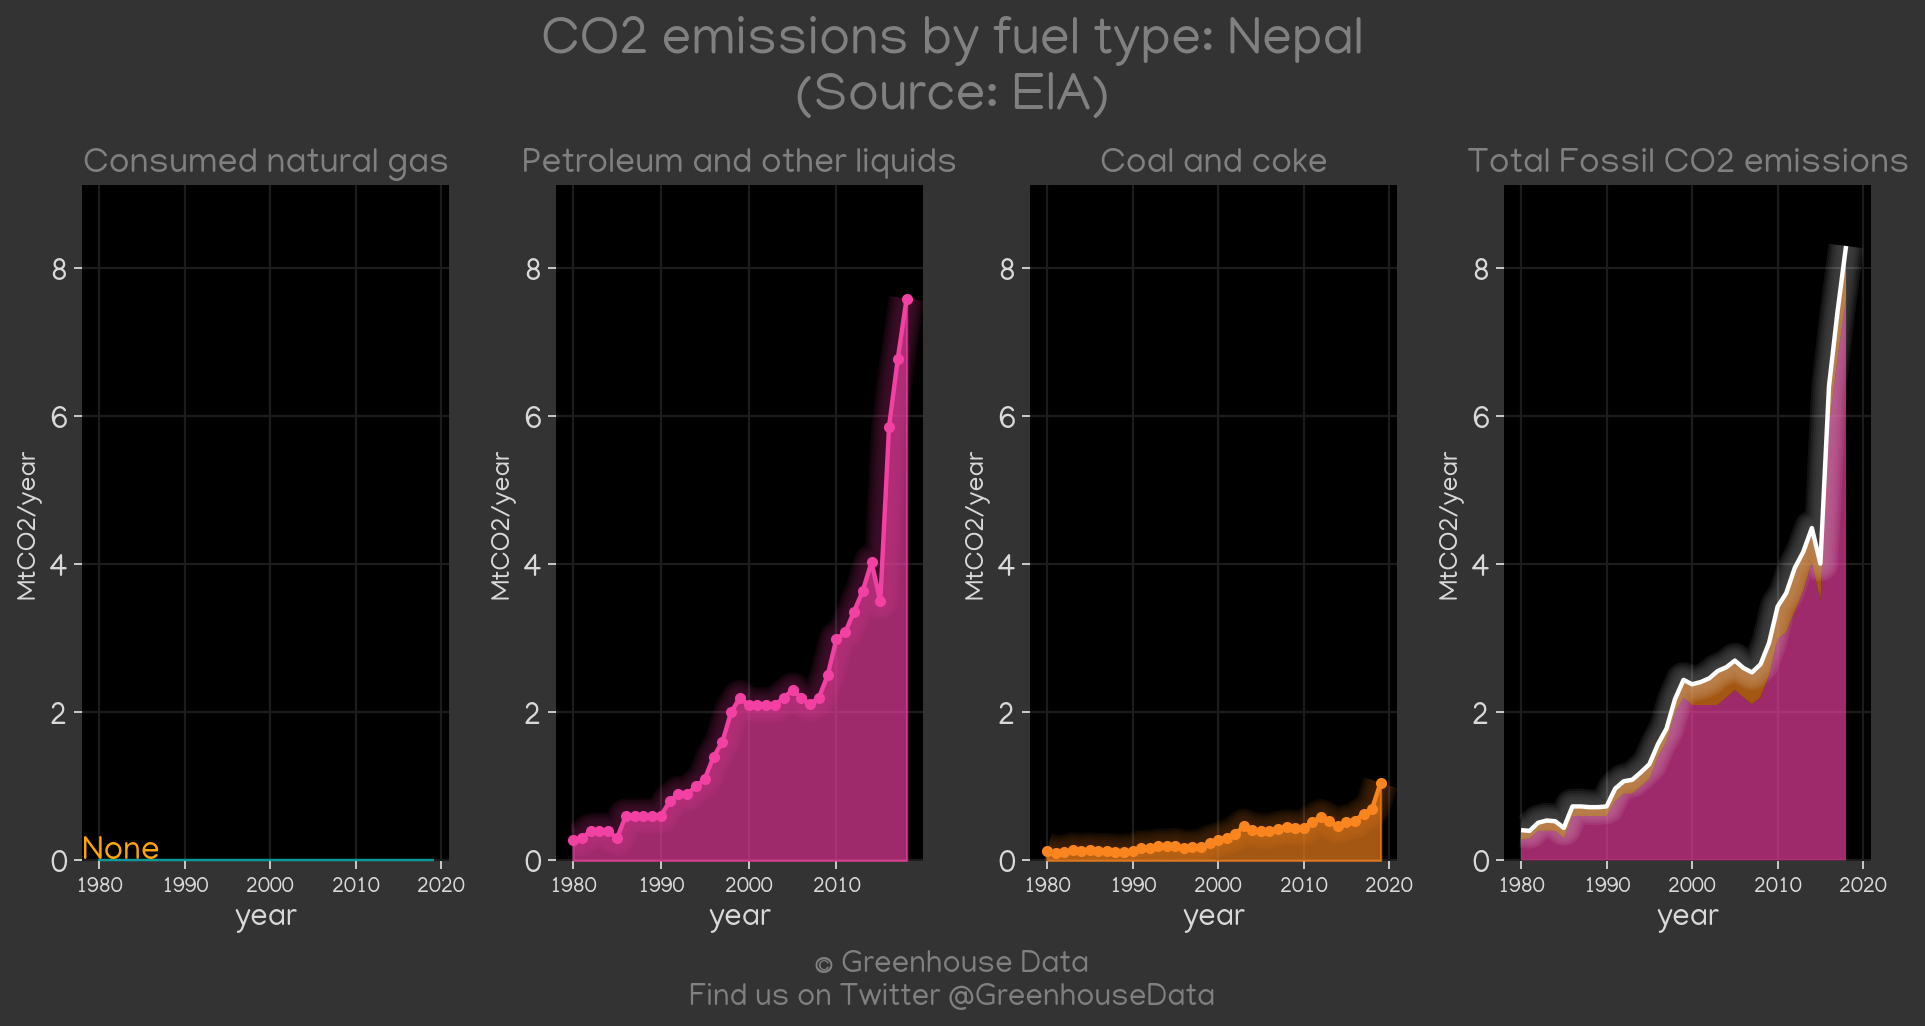 CO2 emissions by fuel type: Nepal
(Source: EIA)
Consumed natural gas
Petroleum and other liquids
Coal and coke
Total Fossil CO2 emissions
MtCO2/year
8
6
4
2
0
None
1980 1990 2000 2010 2020
year
MtCO2/year
8
6
4
2
0
1980 1990 2000 2010
year
MtCO2/year
8
6
4
2
0
1980 1990 2000 2010 2020
year
MtCO2/year
8
6
4
2
0
1980 1990 2000 2010 2020
year
© Greenhouse Data
Find us on Twitter @GreenhouseData